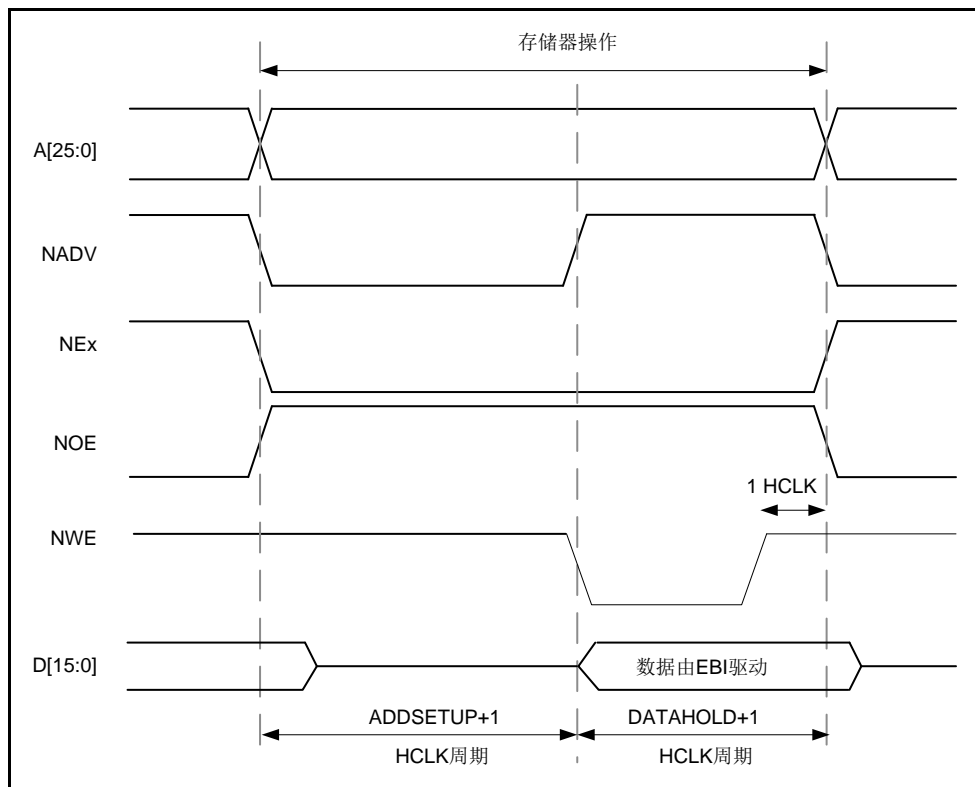 存储器操作
A[25:0]
NADV
NEx
NOE
1 HCLK
NWE
D[15:0]
数据由EBI驱动
ADDSETUP+1
DATAHOLD+1
HCLK周期
HCLK周期